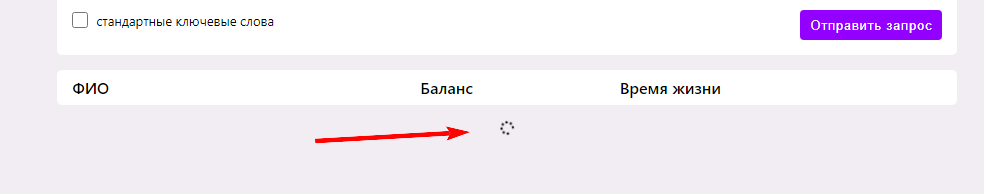 стандартные ключевые слова
Отправить запрос
ФИО Баланс Время жизни